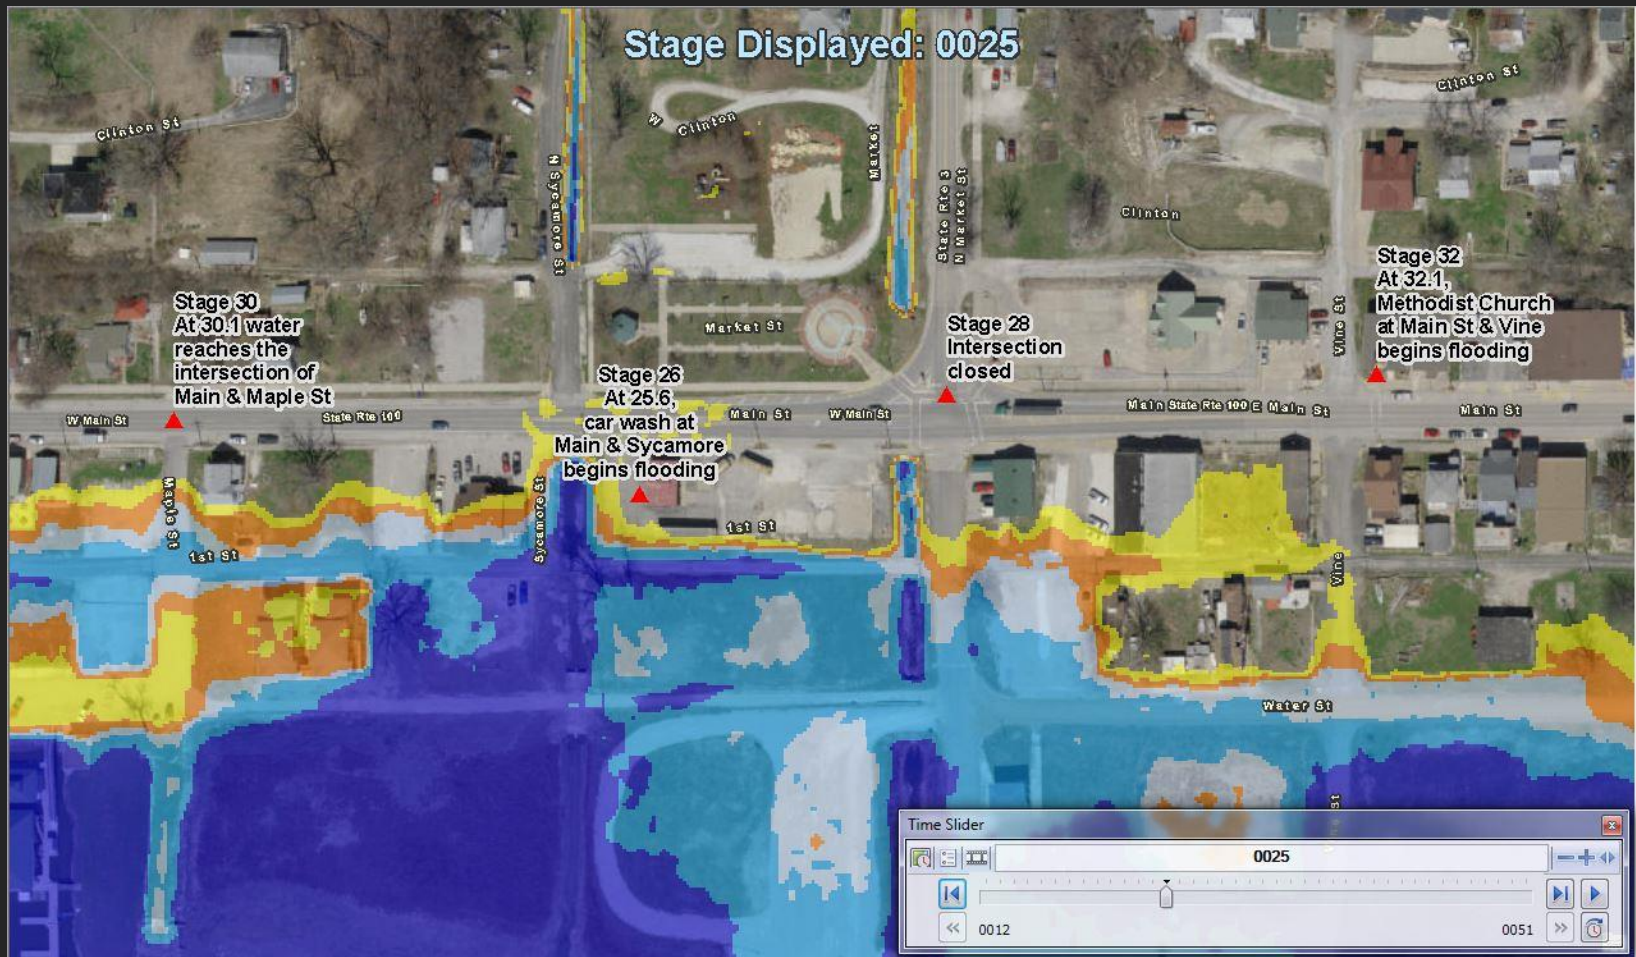 Stage Displayed: 0025
Clinton St
W Clinton
Clinton St
Market
N Sycamore St
State Rte 3
N Market St
Clinton
Stage 32
At 32.1,
Methodist Church
at Main St & Vine
begins flooding
Stage 30
At 30.1 water
reaches the
intersection of
Main & Maple St
Market St
Stage 28
Intersection
closed
Vine St
Stage 26
At 25.6,
car wash at
Main & Sycamore
begins flooding
W Main St
State Rte 100
Main St
W Main St
Main State Rte 100 E Main St
Main St
Maple St
1st St
Sycamore St
1st St
Vine
Water St
St
Time Slider
0025
0012
0051